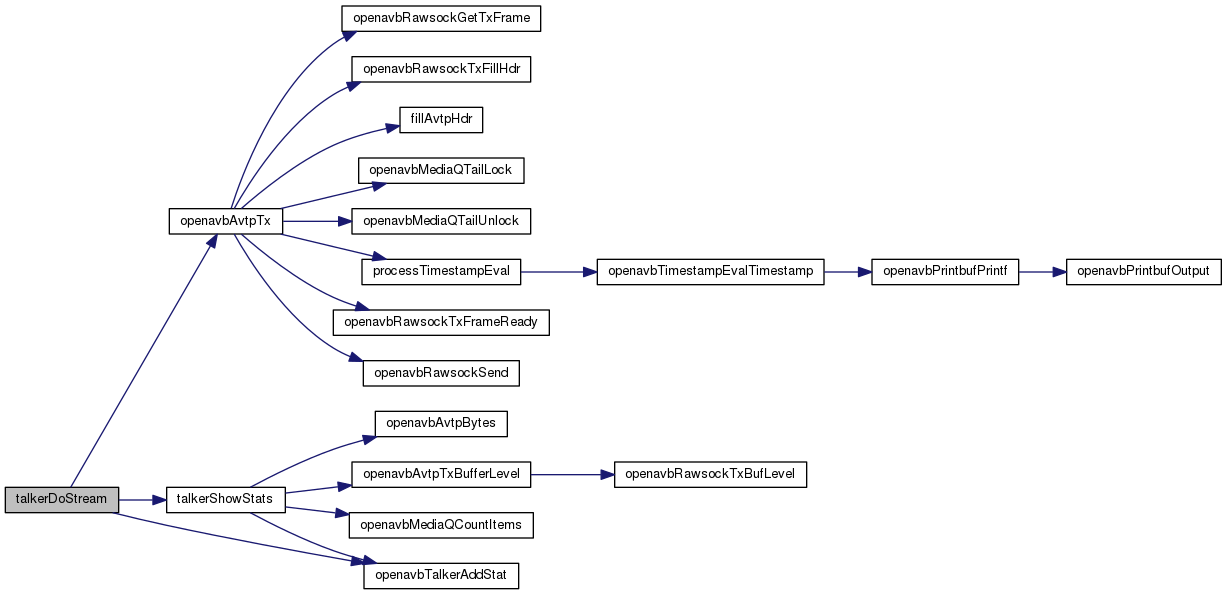 openavbRawsockGetTxFrame
openavbRawsockTxFillHdr
fillAvtpHdr
openavbMediaQTailLock
openavbAvtpTx
openavbMediaQTailUnlock
processTimestampEval
openavbTimestampEvalTimestamp
openavbPrintbufPrintf
openavbPrintbufOutput
openavbRawsockTxFrameReady
openavbRawsockSend
openavbAvtpBytes
openavbAvtpTxBufferLevel
openavbRawsockTxBufLevel
talkerDoStream
talkerShowStats
openavbMediaQCountItems
openavbTalkerAddStat